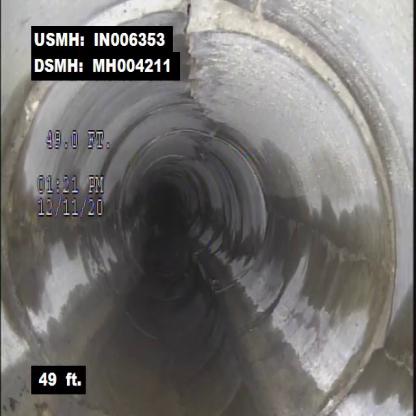 USMH: IN006353
DSMH: MH004211
49.0 FT.
01:21 PM
12/11/20
49 ft.